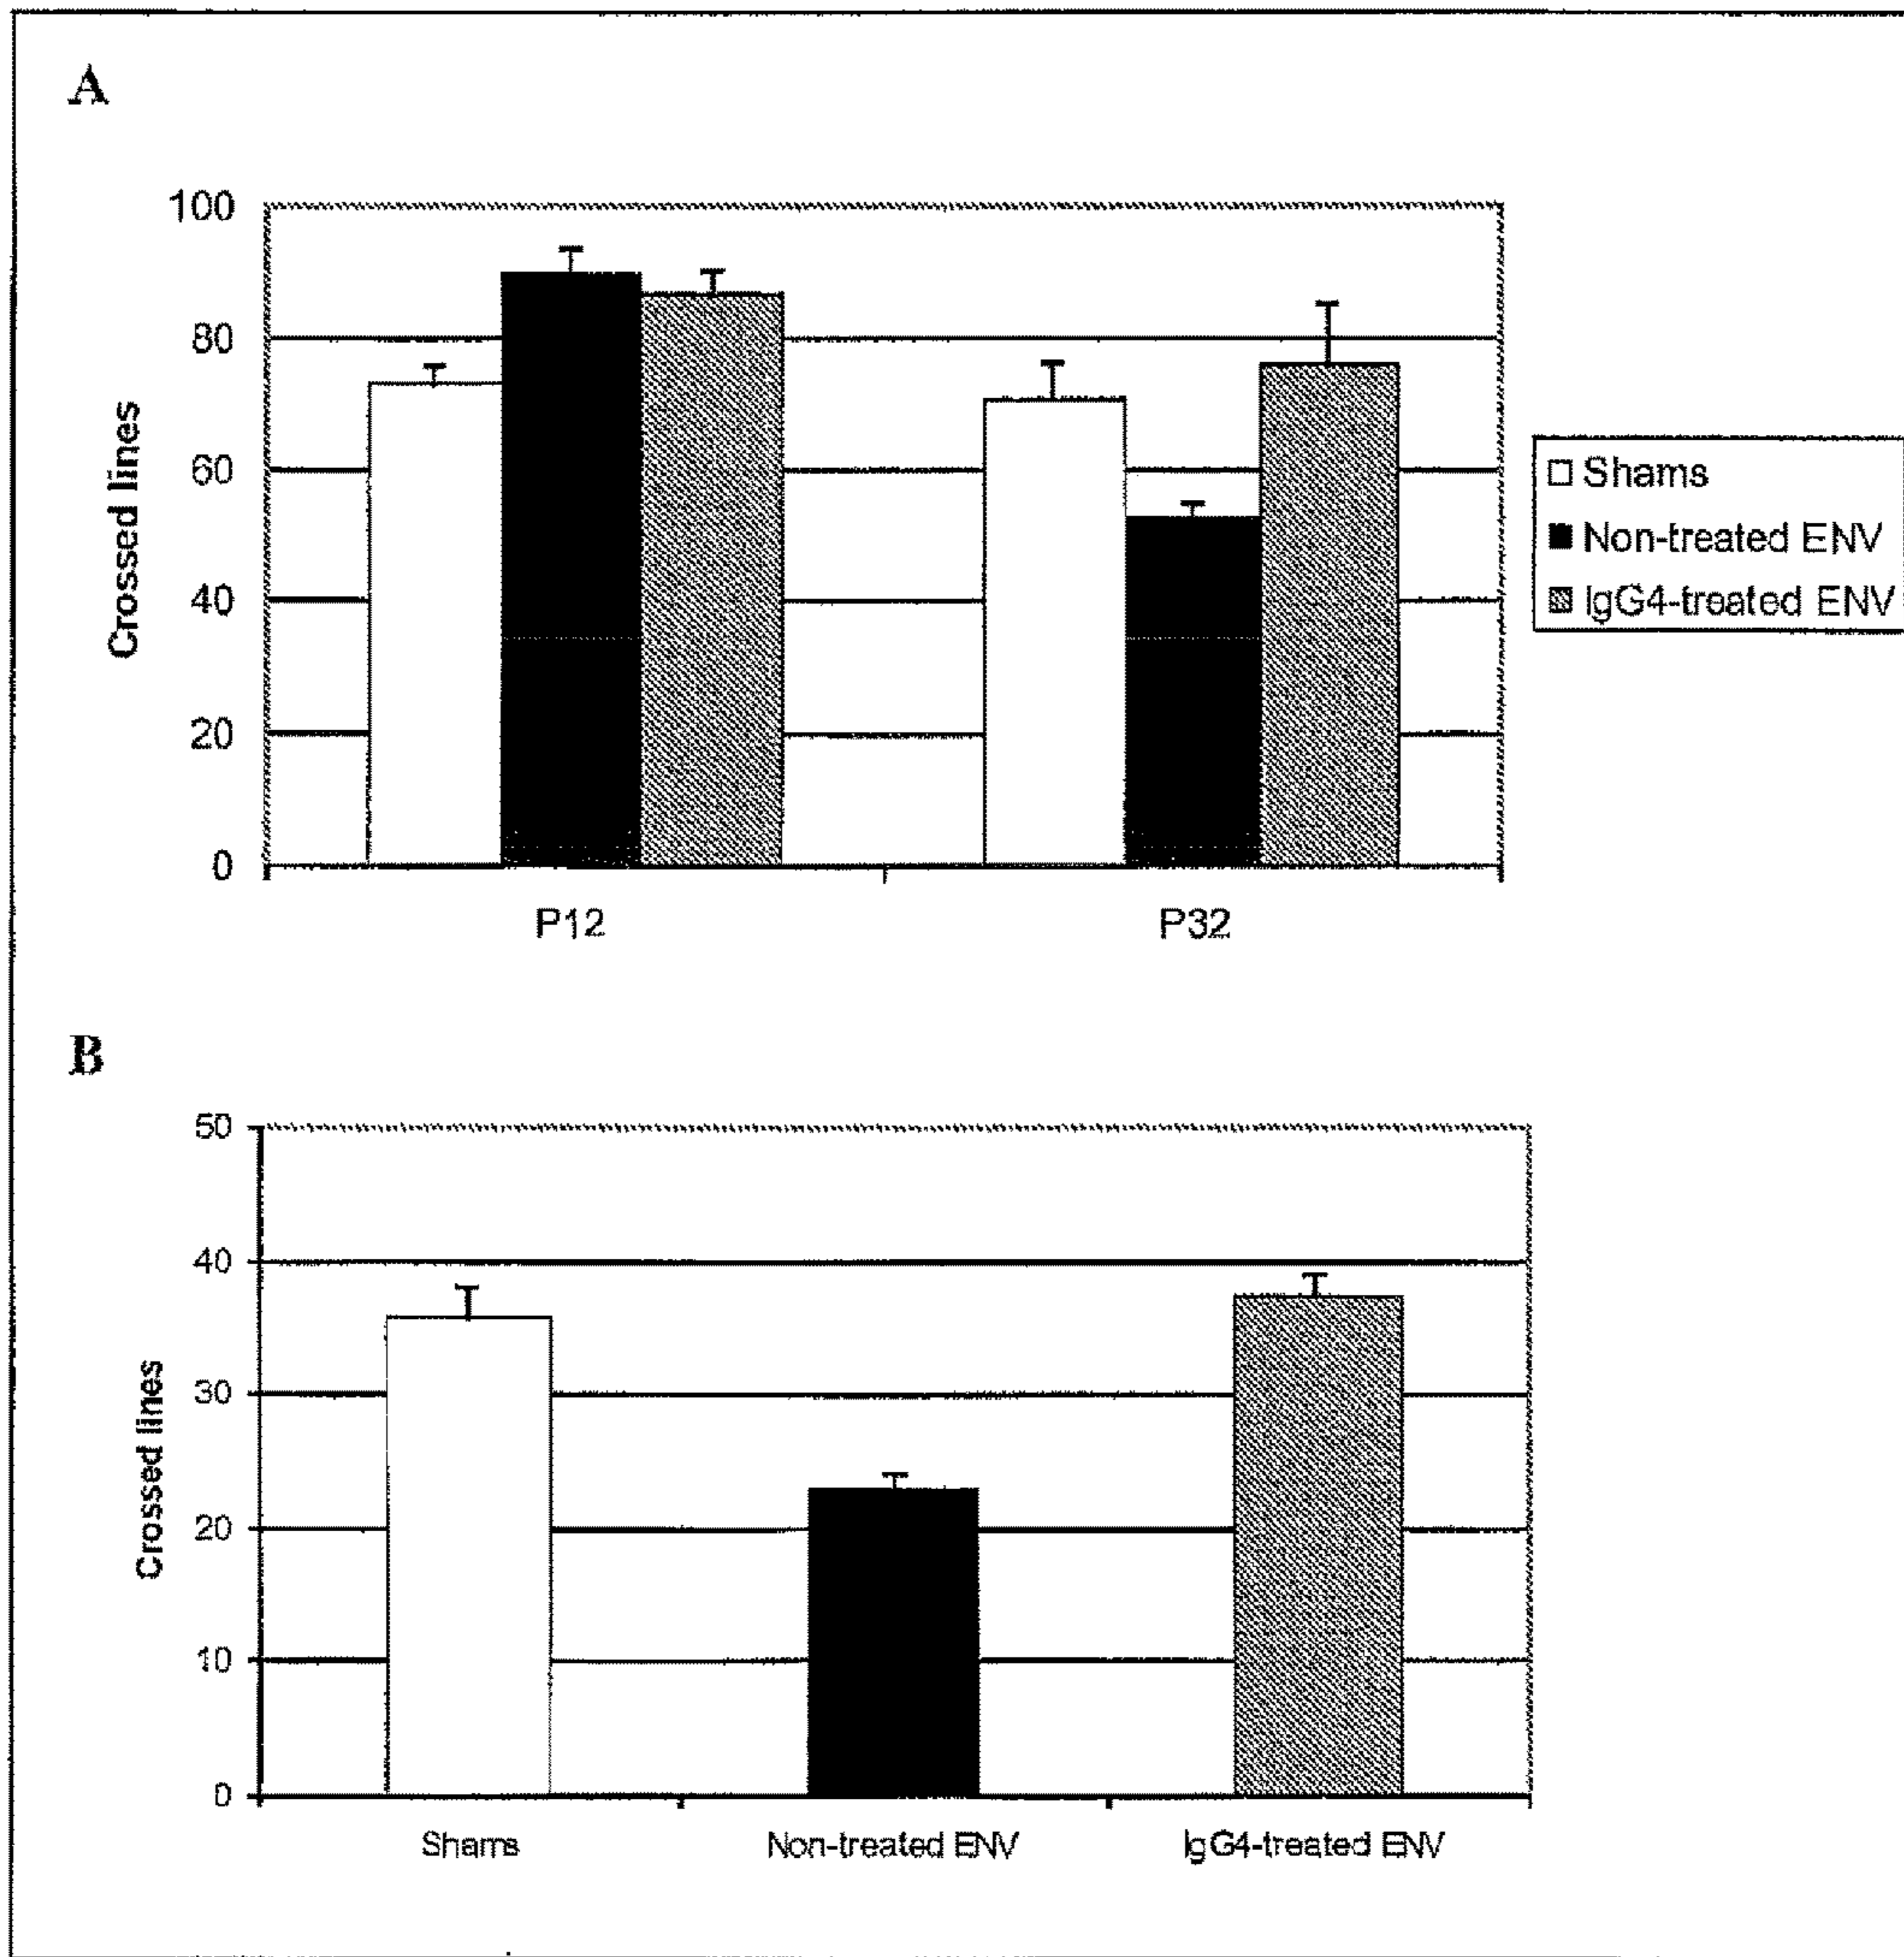 A
100
80
60
40
20
0
Crossed lines
P12
P32
Shams
Non-treated ENV
IgG4-treated ENV
B
50
40
30
20
10
0
Crossed lines
Shams
Non-treated ENV
IgG4-treated ENV